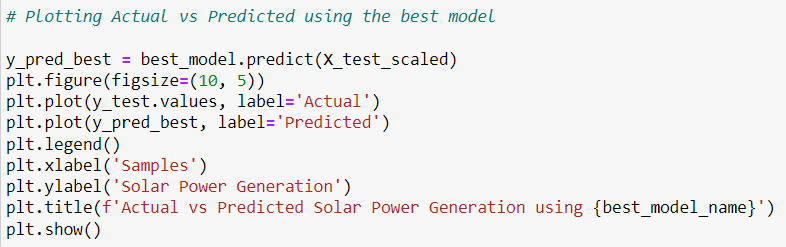 # Plotting Actual vs Predicted using the best model
y_pred_best = best_model.predict(X_test_scaled)
plt.figure(figsize=(10, 5))
plt.plot(y_test.values, label='Actual')
plt.plot(y_pred_best, label='Predicted')
plt.legend()
plt.xlabel('Samples')
plt.ylabel('Solar Power Generation')
plt.title(f'Actual vs Predicted Solar Power Generation using {best_model_name}')
plt.show()